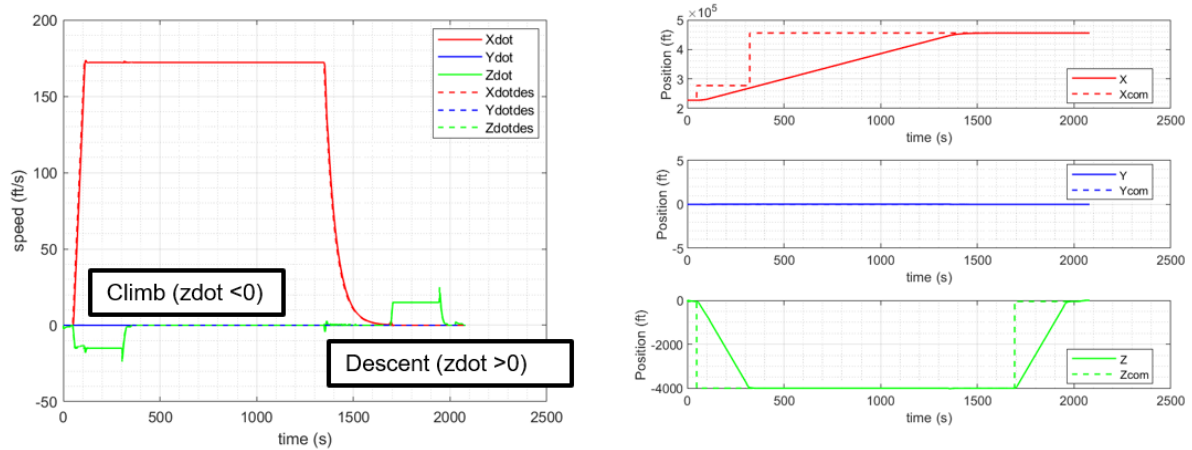 200
150
100
50
0
-50
speed (ft/s)
Xdot
Ydot
Zdot
Xdotdes
Ydotdes
Zdotdes
Climb (zdot <0)
Descent (zdot >0)
0 500 1000 1500 2000 2500
time (s)
×10⁵
5
4
3
2
Position (ft)
X
Xcom
0 500 1000 1500 2000 2500
time (s)
5
0
-5
Position (ft)
Y
Ycom
0 500 1000 1500 2000 2500
time (s)
0
-2000
-4000
Position (ft)
Z
Zcom
0 500 1000 1500 2000 2500
time (s)